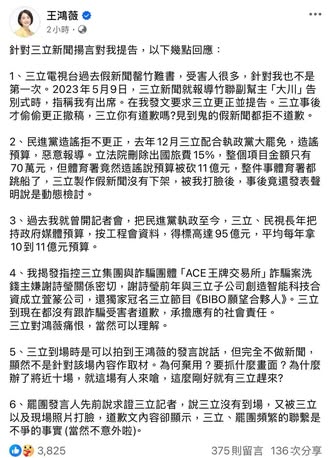 王鴻薇
2小時·
針對三立新聞揚言對我提告，以下幾點回應：
1、三立電視台過去假新聞罄竹難書，受害人很多，針對我也不是
第一次。2023年5月9日，三立新聞就報導竹聯副幫主「大川」告
別式時，指稱我有出席。在我發文要求三立更正並提告。三立事後
才偷偷更正撤稿，三立你有道歉嗎?見到鬼的假新聞都拒不道歉。
2、民進黨造謠拒不更正，去年12月三立配合執政黨大罷免，造謠
預算，惡意報導。立法院刪除出國旅費15%，整個項目金額只有
70萬元，但體育署竟然造謠說預算被砍11億元，整件事體育署都
跳船了，三立製作假新聞沒有下架，被我打臉後，事後竟還發表聲
明說是動態檢討。
3、過去我就曾開記者會，把民進黨執政至今，三立、民視長年把
持政府媒體預算，按工程會資料，得標高達95億元，平均每年拿
10到11億元預算。
4、我揭發指控三立集團與詐騙團體「ACE王牌交易所」詐騙案洗
錢主嫌謝詩瑩關係密切，謝詩瑩前年與三立子公司創造智能科技合
資成立萱篆公司，還獨家冠名三立節目《BIBO願望合夥人》。三立
到現在都沒有跟詐騙受害者道歉，承擔應有的社會責任。
三立對鴻薇痛恨，當然可以理解。
5、三立到場時是可以拍到王鴻薇的發言說話，但完全不做新聞，
顯然不是針對該場內容作取材。為何棄用？要抓什麼畫面？為什麼
辦了將近十場，就這場有人來嗆，這麼剛好就有三立趕來?
6、罷團發言人先前說求證三立記者，說三立沒有到場，又被三立
以及現場照片打臉，道歉文內容卻顯示，三立、罷團頻繁的聯繫是
不爭的事實 (當然不意外啦)。
3,825
375則留言
136次分享